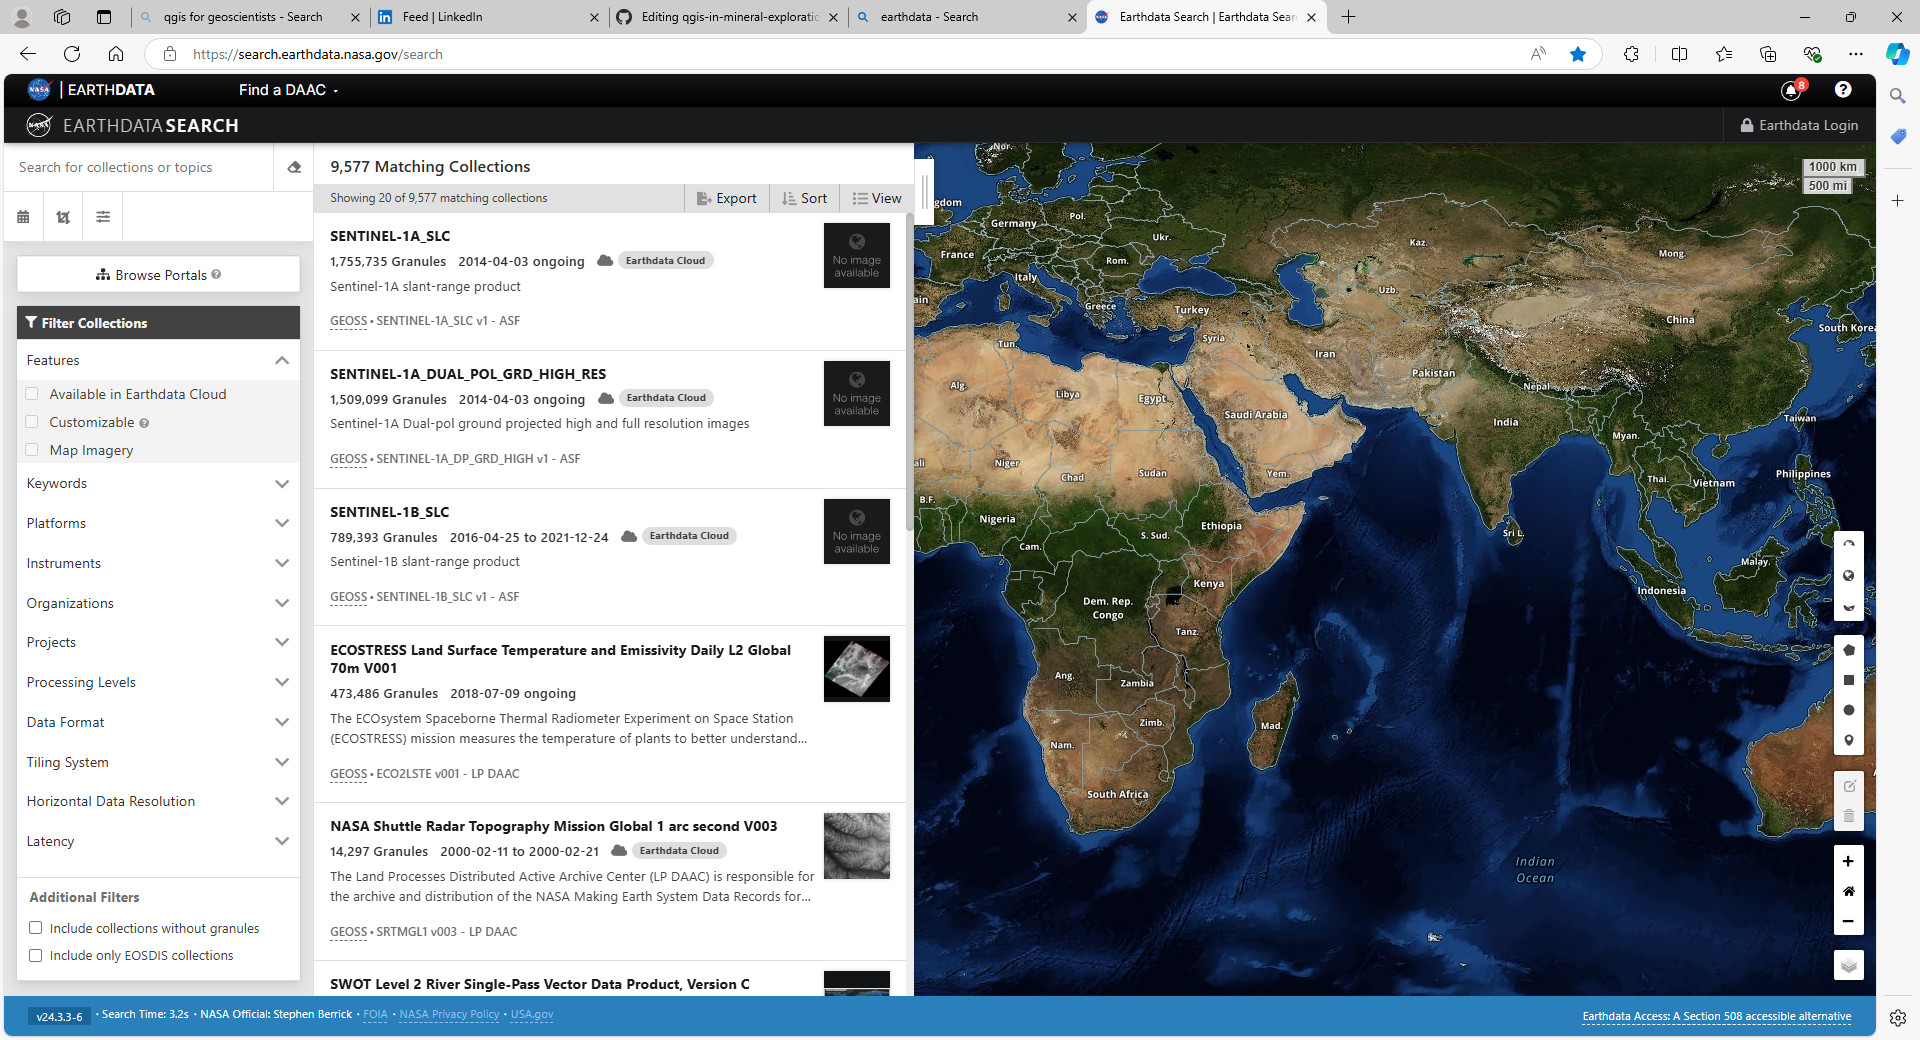 qgis for geoscientists - Search
Feed | LinkedIn
Editing qgis-in-mineral-exploratic
earthdata - Search
Earthdata Search | Earthdata Sear
https://search.earthdata.nasa.gov/search
EARTHDATA
Find a DAAC
8
?
EARTHDATA SEARCH
Earthdata Login
Search for collections or topics
Browse Portals
Filter Collections
Features
Available in Earthdata Cloud
Customizable
Map Imagery
Keywords
Platforms
Instruments
Organizations
Projects
Processing Levels
Data Format
Tiling System
Horizontal Data Resolution
Latency
Additional Filters
Include collections without granules
Include only EOSDIS collections
9,577 Matching Collections
Showing 20 of 9,577 matching collections
Export
Sort
View
SENTINEL-1A_SLC
1,755,735 Granules 2014-04-03 ongoing Earthdata Cloud
Sentinel-1A slant-range product
GEOSS • SENTINEL-1A_SLC v1 - ASF
No image
available
SENTINEL-1A_DUAL_POL_GRD_HIGH_RES
1,509,099 Granules 2014-04-03 ongoing Earthdata Cloud
Sentinel-1A Dual-pol ground projected high and full resolution images
GEOSS • SENTINEL-1A_DP_GRD_HIGH v1 - ASF
No image
available
SENTINEL-1B_SLC
789,393 Granules 2016-04-25 to 2021-12-24 Earthdata Cloud
Sentinel-1B slant-range product
GEOSS • SENTINEL-1B_SLC v1 - ASF
No image
available
ECOSTRESS Land Surface Temperature and Emissivity Daily L2 Global
70m V001
473,486 Granules 2018-07-09 ongoing
The ECOsystem Spaceborne Thermal Radiometer Experiment on Space Station
(ECOSTRESS) mission measures the temperature of plants to better understand...
GEOSS • ECO2LSTE v001 - LP DAAC
NASA Shuttle Radar Topography Mission Global 1 arc second V003
14,297 Granules 2000-02-11 to 2000-02-21 Earthdata Cloud
The Land Processes Distributed Active Archive Center (LP DAAC) is responsible for
the archive and distribution of the NASA Making Earth System Data Records for...
GEOSS • SRTMGL1 v003 - LP DAAC
SWOT Level 2 River Single-Pass Vector Data Product, Version C
1000 km
500 mi
Nor.
gdom
Germany
Pol.
Ukr.
Kaz.
Mong.
France
Rom.
Italy
Uzb.
ain
Greece
Turkey
China
South Korea
Tun.
Syria
Iran
Pakistan
Nepal
Alg.
Libya
Egypt
Saudi Arabia
India
Taiwan
Myan.
ali
Niger
Chad
Sudan
Yem.
Thai.
Vietnam
Philippines
B.F.
Nigeria
Ethiopia
S. Sud.
Sri L.
Cam.
Malay.
Kenya
Indonesia
Dem. Rep.
Congo
Tanz.
Ang.
Zambia
Zimb.
Mad.
Nam.
South Africa
Indian
Ocean
v24.3.3-6 • Search Time: 3.2s • NASA Official: Stephen Berrick • FOIA • NASA Privacy Policy • USA.gov
Earthdata Access: A Section 508 accessible alternative